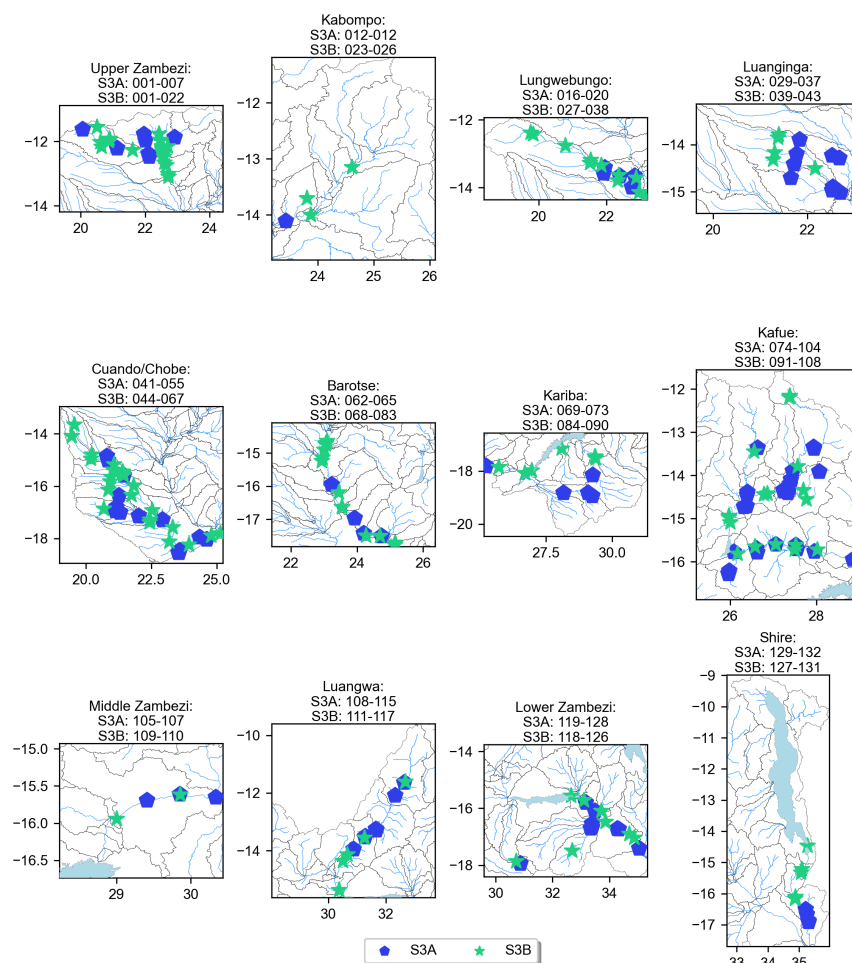 Upper Zambezi:
S3A: 001-007
S3B: 001-022
−12
−14
20
22
24
Kabompo:
S3A: 012-012
S3B: 023-026
−12
−13
−14
24
25
26
Lungwebungo:
S3A: 016-020
S3B: 027-038
−12
−14
20
22
Luanginga:
S3A: 029-037
S3B: 039-043
−14
−15
20
22
Cuando/Chobe:
S3A: 041-055
S3B: 044-067
−14
−16
−18
20.0
22.5
25.0
Barotse:
S3A: 062-065
S3B: 068-083
−15
−16
−17
22
24
26
Kariba:
S3A: 069-073
S3B: 084-090
−18
−20
27.5
30.0
Kafue:
S3A: 074-104
S3B: 091-108
−12
−13
−14
−15
−16
26
28
Middle Zambezi:
S3A: 105-107
S3B: 109-110
−15.0
−15.5
−16.0
−16.5
29
30
Luangwa:
S3A: 108-115
S3B: 111-117
−10
−12
−14
30
32
Lower Zambezi:
S3A: 119-128
S3B: 118-126
−14
−16
−18
30
32
34
Shire:
S3A: 129-132
S3B: 127-131
−9
−10
−11
−12
−13
−14
−15
−16
−17
33
34
35
S3A
S3B